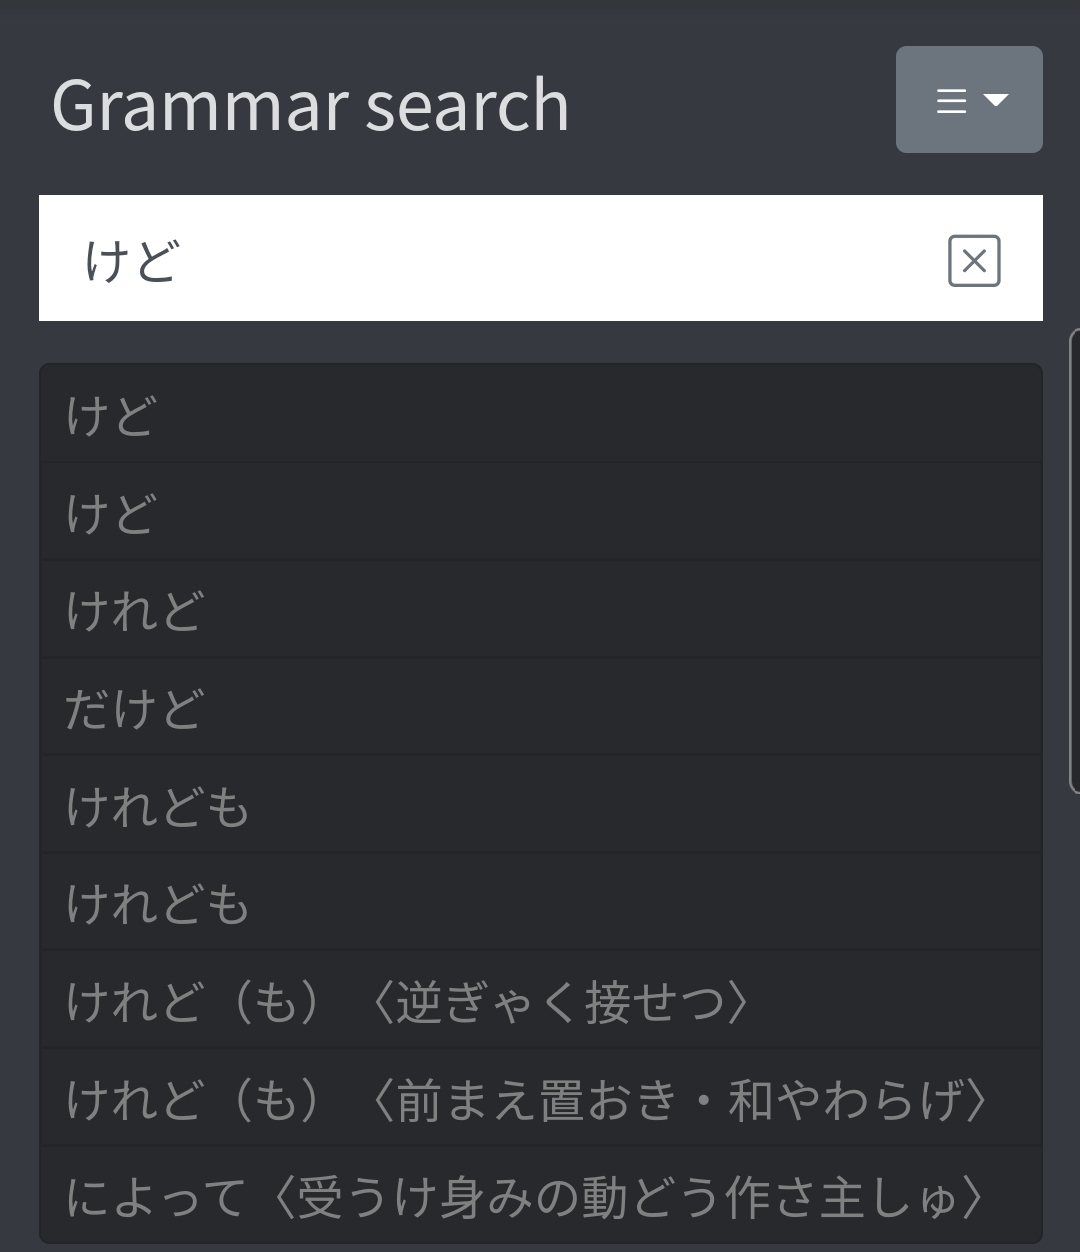 Grammar search
けど
けど
けど
けれど
だけど
けれども
けれども
けれど（も）〈逆ぎゃく接せつ〉
けれど（も）〈前まえ置おき・和やわらげ〉
によって〈受うけ身みの動どう作さ主しゅ〉